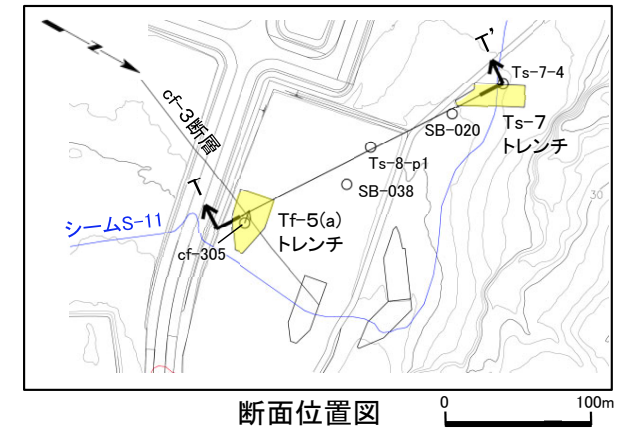 z
T'
Ts-7-4
cf-3断層
SB-020
Ts-7
トレンチ
Ts-8-p1
T
SB-038
30
シームS-11
Tf-5(a)
トレンチ
cf-305
断面位置図
0 100m